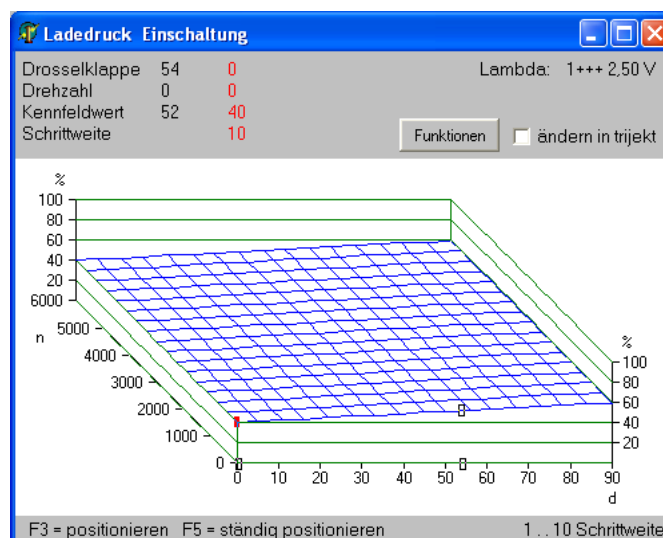 Ladedruck Einschaltung
Drosselklappe 54 0 Lambda: 1+++ 2,50 V
Drehzahl 0 0
Kennfeldwert 52 40
Schrittweite 10
Funktionen ändern in trijekt
%
100
80
60
40
20
6000
n 5000
4000
3000
2000
1000
0
%
100
80
60
40
20
0 10 20 30 40 50 60 70 80 90
d
F3 = positionieren F5 = ständig positionieren 1 . . 10 Schrittweite